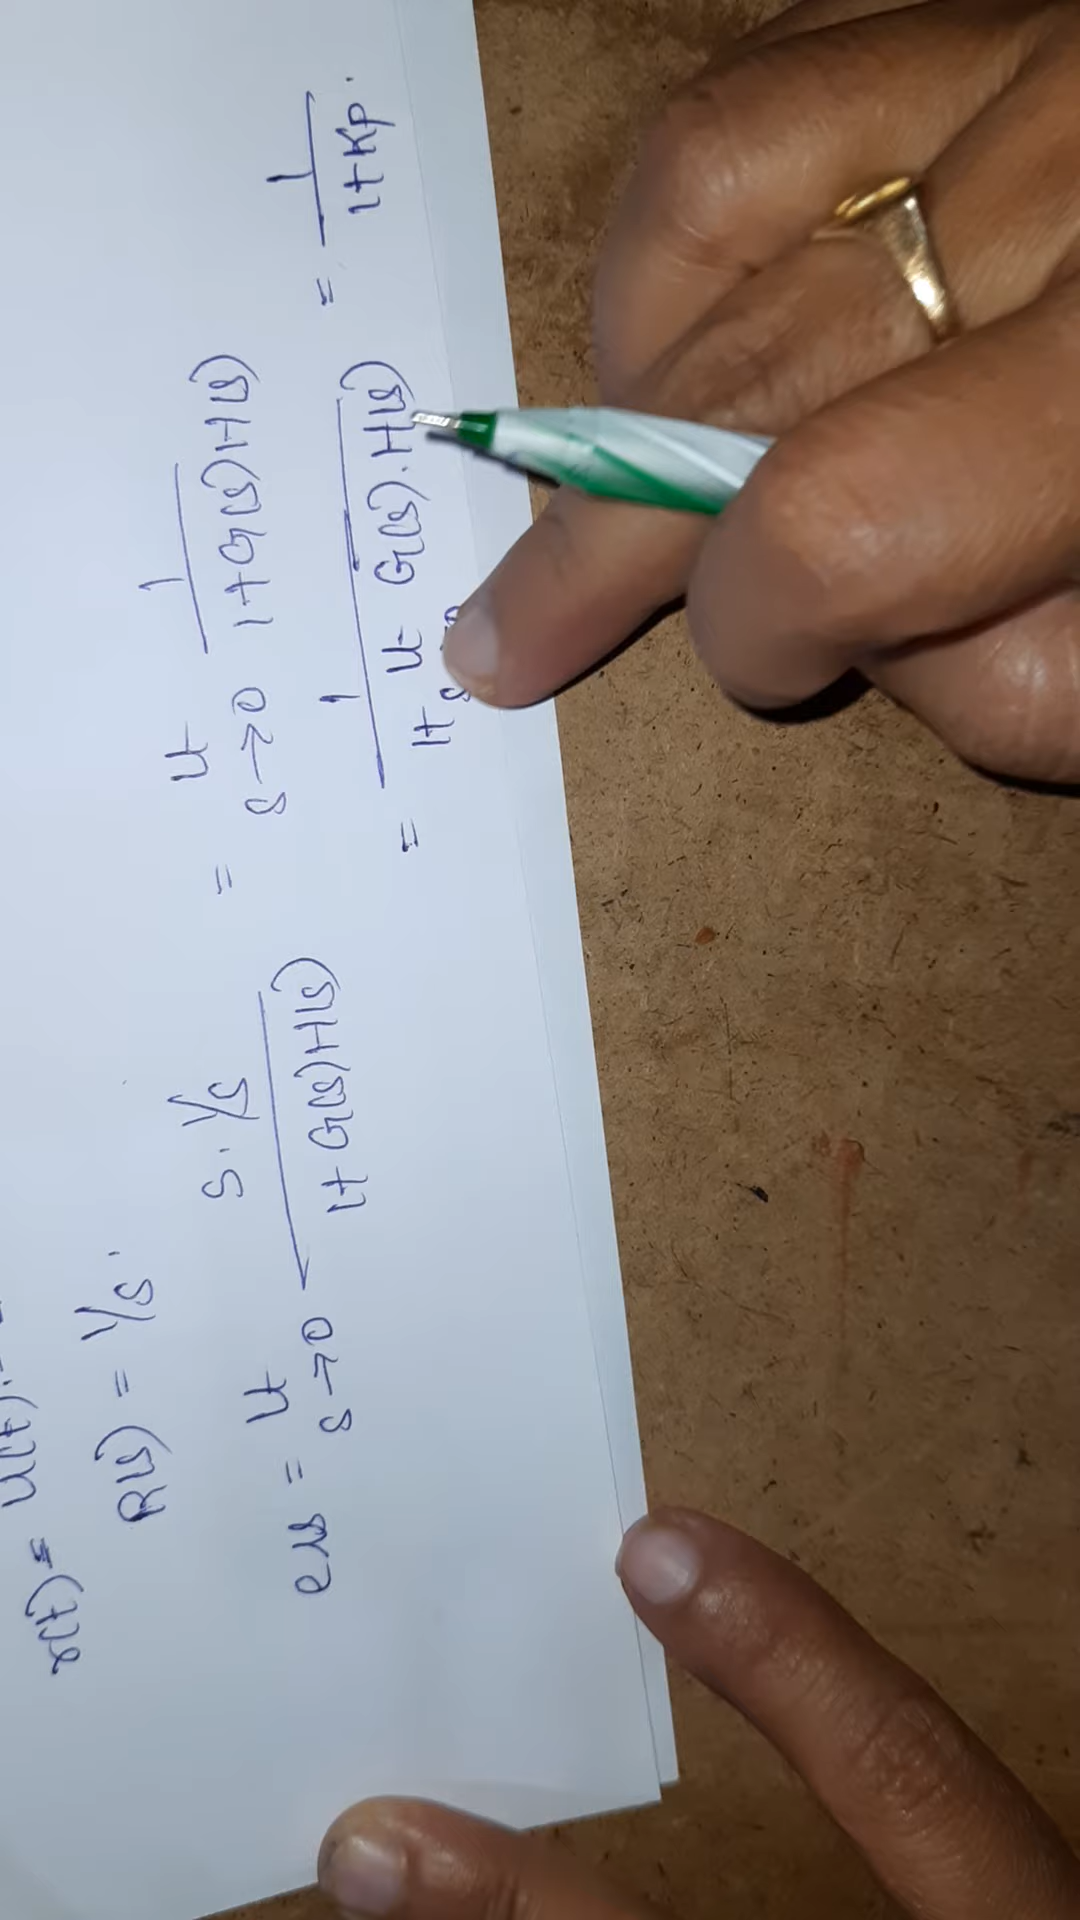 r(t) = u(t).
R(s) = 1/s.
ess = lt s→0 s. 1/s / 1+ G(s)H(s) = lt s→0 1 / 1+G(s)H(s)
= 1 / 1+ lt s G(s).H(s) = 1 / 1+Kp.